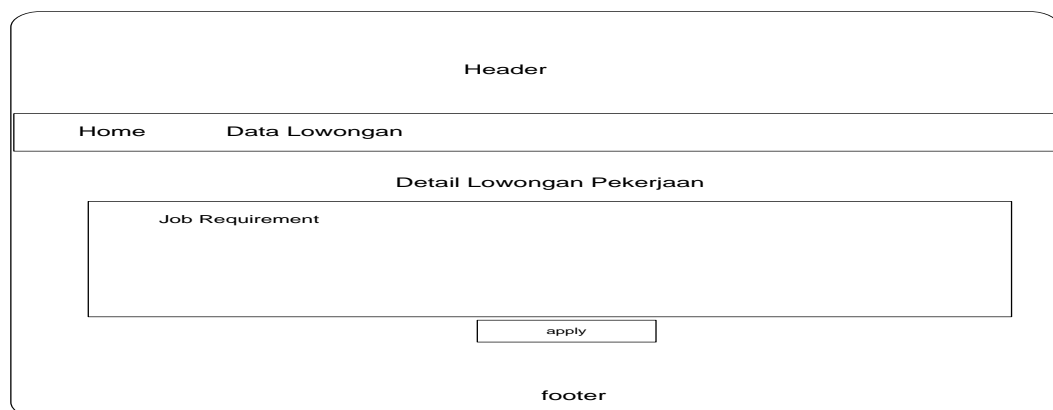 Header
Home Data Lowongan
Detail Lowongan Pekerjaan
Job Requirement
apply
footer